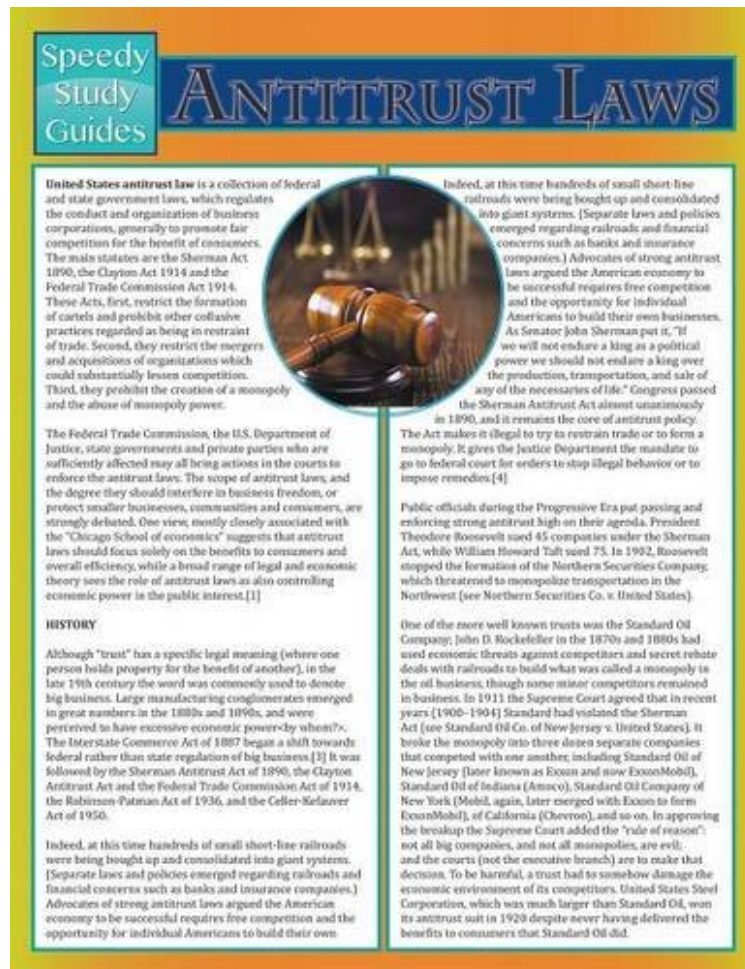 Speedy
Study
Guides
ANTITRUST LAWS
United States antitrust law is a collection of federal
and state government laws, which regulates
the conduct and organization of business
corporations, generally to promote fair
competition for the benefit of consumers.
The main statutes are the Sherman Act
1890, the Clayton Act 1914 and the
Federal Trade Commission Act 1914.
These Acts, first, restrict the formation
of cartels and prohibit other collusive
practices regarded as being in restraint
of trade. Second, they restrict the mergers
and acquisitions of organizations which
could substantially lessen competition.
Third, they prohibit the creation of a monopoly
and the abuse of monopoly power.
The Federal Trade Commission, the U.S. Department of
Justice, state governments and private parties who are
sufficiently affected may all bring actions in the courts to
enforce the antitrust laws. The scope of antitrust laws, and
the degree they should interfere in business freedom, or
protect smaller businesses, communities and consumers, are
strongly debated. One view, mostly closely associated with
the "Chicago School of economics" suggests that antitrust
laws should focus solely on the benefits to consumers and
overall efficiency, while a broad range of legal and economic
theory sees the role of antitrust laws as also controlling
economic power in the public interest.[1]
HISTORY
Although "trust" has a specific legal meaning (where one
person holds property for the benefit of another), in the
late 19th century the word was commonly used to denote
big business. Large manufacturing conglomerates emerged
in great numbers in the 1880s and 1890s, and were
perceived to have excessive economic power<by whom?>.
The Interstate Commerce Act of 1887 began a shift towards
federal rather than state regulation of big business.[3] It was
followed by the Sherman Antitrust Act of 1890, the Clayton
Antitrust Act and the Federal Trade Commission Act of 1914,
the Robinson-Patman Act of 1936, and the Celler-Kefauver
Act of 1950.
Indeed, at this time hundreds of small short-line railroads
were being bought up and consolidated into giant systems.
(Separate laws and policies emerged regarding railroads and
financial concerns such as banks and insurance companies.)
Advocates of strong antitrust laws argued the American
economy to be successful requires free competition and the
opportunity for individual Americans to build their own
Indeed, at this time hundreds of small short-line
railroads were being bought up and consolidated
into giant systems. (Separate laws and policies
emerged regarding railroads and financial
concerns such as banks and insurance
companies.) Advocates of strong antitrust
laws argued the American economy to
be successful requires free competition
and the opportunity for individual
Americans to build their own businesses.
As Senator John Sherman put it, "If
we will not endure a king as a political
power we should not endure a king over
the production, transportation, and sale of
any of the necessaries of life." Congress passed
the Sherman Antitrust Act almost unanimously
in 1890, and it remains the core of antitrust policy.
The Act makes it illegal to try to restrain trade or to form a
monopoly. It gives the Justice Department the mandate to
go to federal court for orders to stop illegal behavior or to
impose remedies.[4]
Public officials during the Progressive Era put passing and
enforcing strong antitrust high on their agenda. President
Theodore Roosevelt sued 45 companies under the Sherman
Act, while William Howard Taft sued 75. In 1902, Roosevelt
stopped the formation of the Northern Securities Company,
which threatened to monopolize transportation in the
Northwest (see Northern Securities Co. v. United States).
One of the more well known trusts was the Standard Oil
Company; John D. Rockefeller in the 1870s and 1880s had
used economic threats against competitors and secret rebate
deals with railroads to build what was called a monopoly in
the oil business, though some minor competitors remained
in business. In 1911 the Supreme Court agreed that in recent
years (1900–1904) Standard had violated the Sherman
Act (see Standard Oil Co. of New Jersey v. United States). It
broke the monopoly into three dozen separate companies
that competed with one another, including Standard Oil of
New Jersey (later known as Exxon and now ExxonMobil),
Standard Oil of Indiana (Amoco), Standard Oil Company of
New York (Mobil, again, later merged with Exxon to form
ExxonMobil), of California (Chevron), and so on. In approving
the breakup the Supreme Court added the "rule of reason":
not all big companies, and not all monopolies, are evil;
and the courts (not the executive branch) are to make that
decision. To be harmful, a trust had to somehow damage the
economic environment of its competitors. United States Steel
Corporation, which was much larger than Standard Oil, won
its antitrust suit in 1920 despite never having delivered the
benefits to consumers that Standard Oil did.